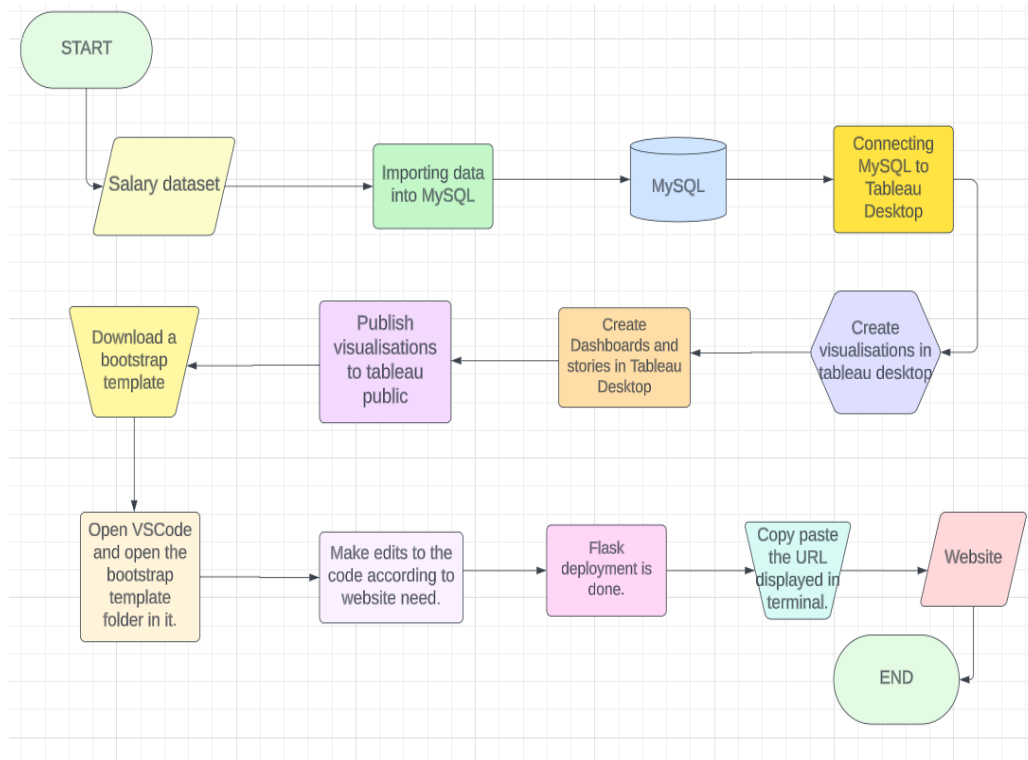 START
Salary dataset
Importing data
into MySQL
MySQL
Connecting
MySQL to
Tableau
Desktop
Create
visualisations in
tableau desktop
Create
Dashboards and
stories in Tableau
Desktop
Publish
visualisations
to tableau
public
Download a
bootstrap
template
Open VSCode
and open the
bootstrap
template
folder in it.
Make edits to the
code according to
website need.
Flask
deployment is
done.
Copy paste
the URL
displayed in
terminal.
Website
END